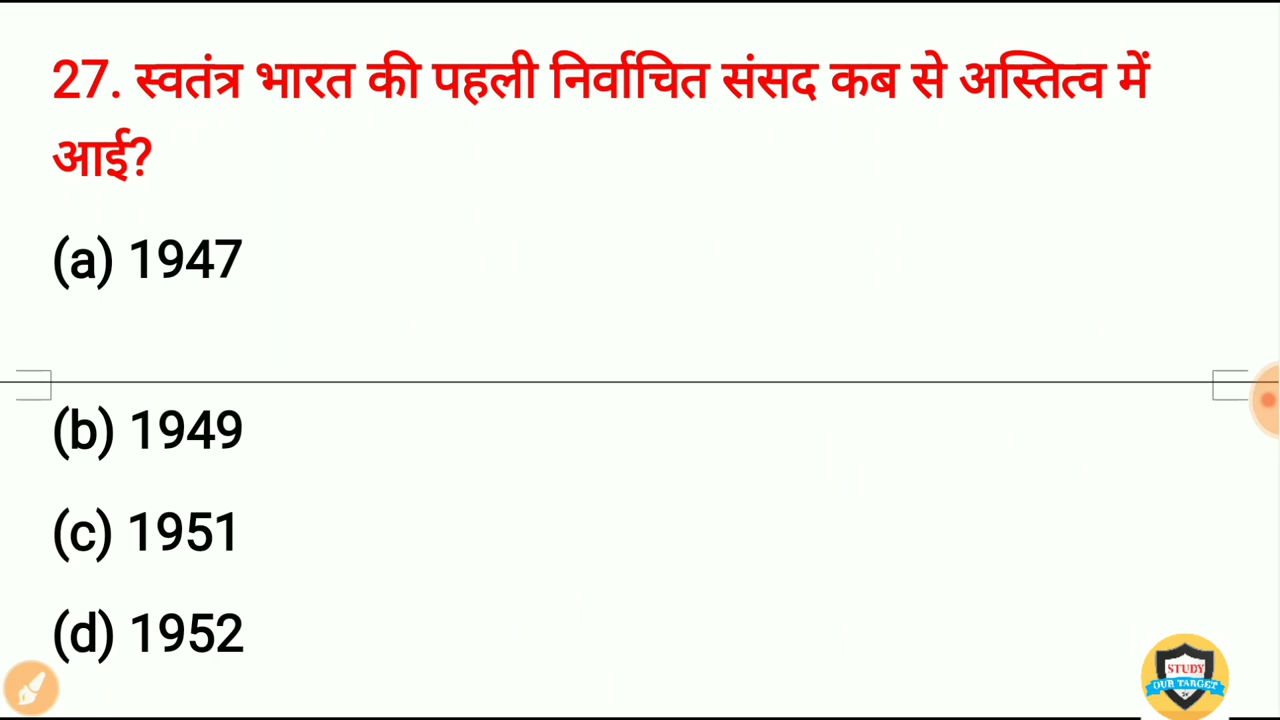 27. स्वतंत्र भारत की पहली निर्वाचित संसद कब से अस्तित्व में
आई?
(a) 1947
(b) 1949
(c) 1951
(d) 1952
STUDY
OUR TARGET